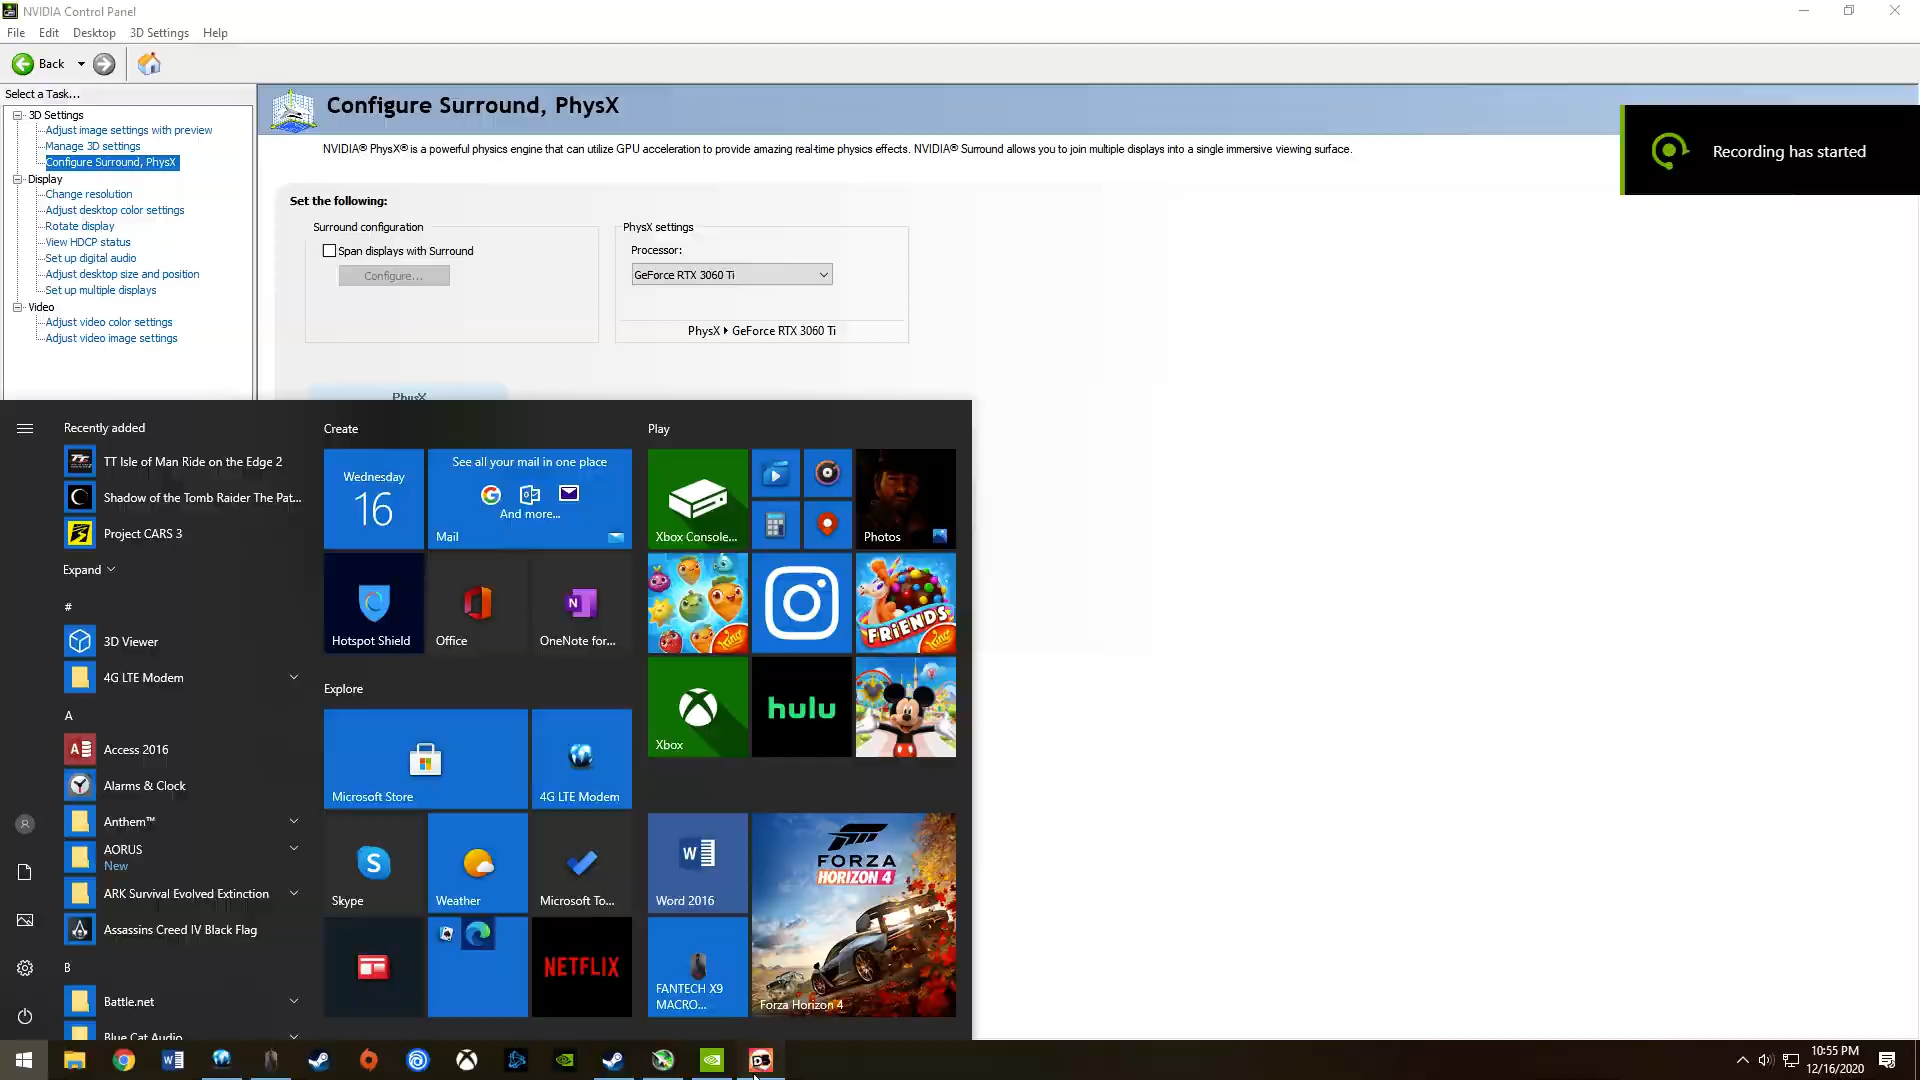 NVIDIA Control Panel
File Edit Desktop 3D Settings Help
Back
Select a Task...
3D Settings
Adjust image settings with preview
Manage 3D settings
Configure Surround, PhysX
Display
Change resolution
Adjust desktop color settings
Rotate display
View HDCP status
Set up digital audio
Adjust desktop size and position
Set up multiple displays
Video
Adjust video color settings
Adjust video image settings
Configure Surround, PhysX
NVIDIA® PhysX® is a powerful physics engine that can utilize GPU acceleration to provide amazing real-time physics effects. NVIDIA® Surround allows you to join multiple displays into a single immersive viewing surface.
Recording has started
Set the following:
Surround configuration
Span displays with Surround
Configure...
PhysX settings
Processor:
GeForce RTX 3060 Ti
PhysX GeForce RTX 3060 Ti
PhysX
Recently added
TT Isle of Man Ride on the Edge 2
Shadow of the Tomb Raider The Pat...
Project CARS 3
Expand
#
3D Viewer
4G LTE Modem
A
Access 2016
Alarms & Clock
Anthem™
AORUS
New
ARK Survival Evolved Extinction
Assassins Creed IV Black Flag
B
Battle.net
Blue Cat Audio
Create
Wednesday
16
See all your mail in one place
And more...
Mail
Hotspot Shield
Office
OneNote for...
Explore
Microsoft Store
4G LTE Modem
Skype
Weather
Microsoft To...
NETFLIX
Play
Xbox Console...
Photos
FRIENDS
King
King
Xbox
hulu
Word 2016
FANTECH X9
MACRO...
FORZA
HORIZON 4
Forza Horizon 4
10:55 PM
12/16/2020